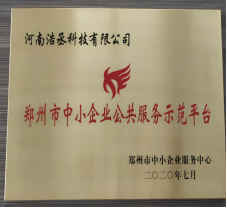 河南浩丞科技有限公司
郑州市中小企业公共服务示范平台
郑州市中小企业服务中心
二〇二〇年七月